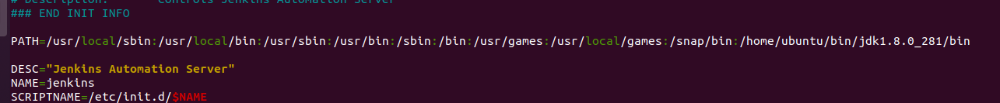 # Description:       Controls Jenkins Automation Server
### END INIT INFO
PATH=/usr/local/sbin:/usr/local/bin:/usr/sbin:/usr/bin:/sbin:/bin:/usr/games:/usr/local/games:/snap/bin:/home/ubuntu/bin/jdk1.8.0_281/bin
DESC="Jenkins Automation Server"
NAME=jenkins
SCRIPTNAME=/etc/init.d/$NAME